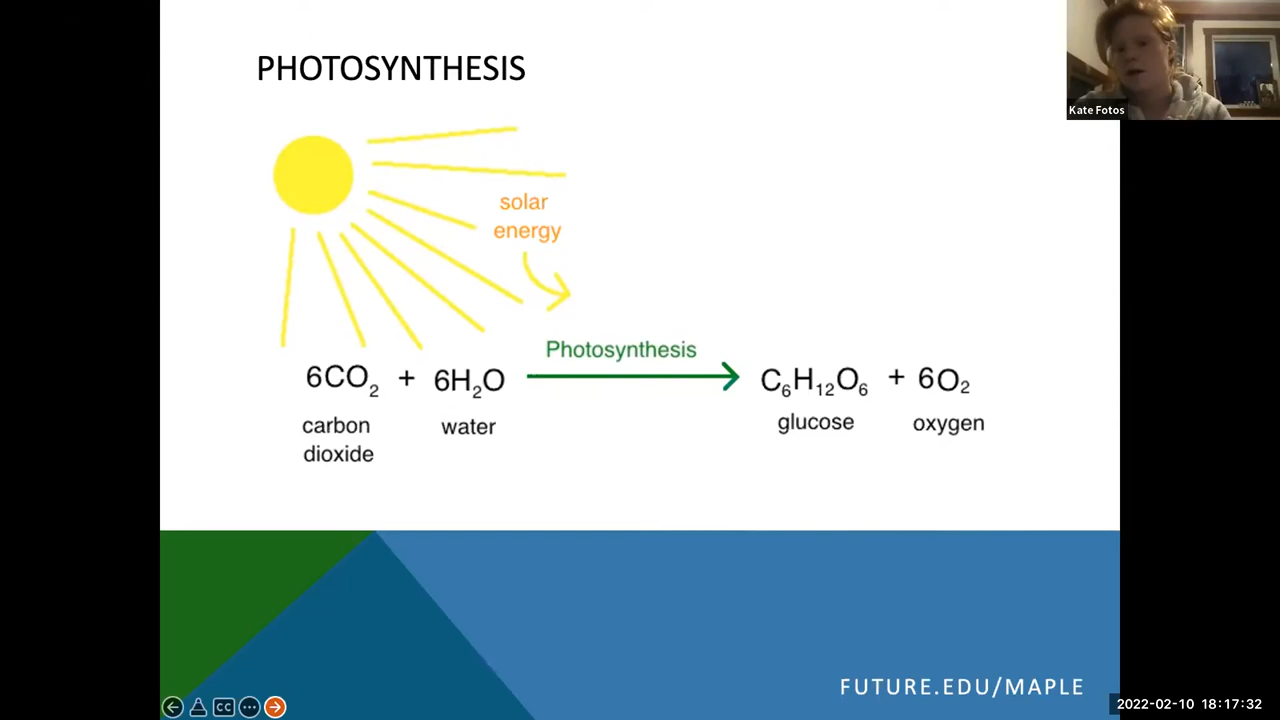 PHOTOSYNTHESIS
Kate Fotos
solar
energy
Photosynthesis
6CO₂ + 6H₂O C₆H₁₂O₆ + 6O₂
carbon
dioxide
water
glucose
oxygen
FUTURE.EDU/MAPLE
CC
2022-02-10 18:17:32